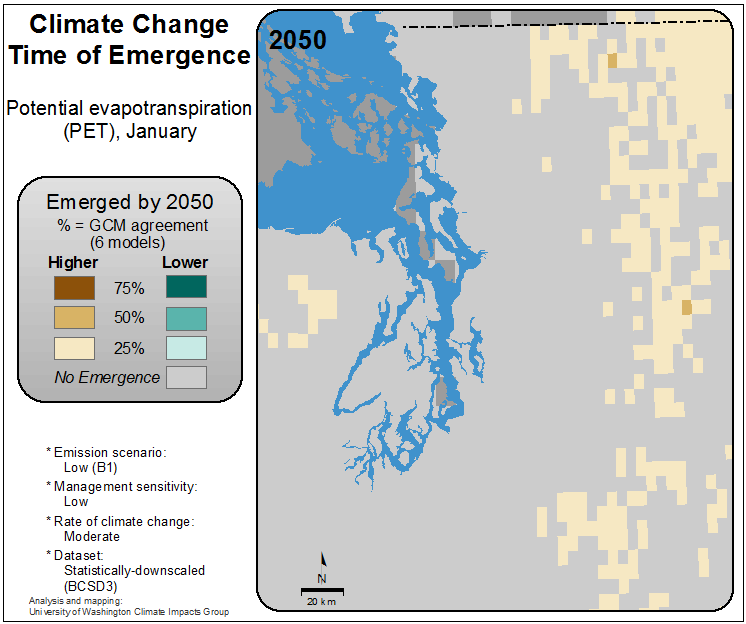 Climate Change
Time of Emergence
Potential evapotranspiration
(PET), January
Emerged by 2050
% = GCM agreement
(6 models)
Higher Lower
75%
50%
25%
No Emergence
* Emission scenario:
Low (B1)
* Management sensitivity:
Low
* Rate of climate change:
Moderate
* Dataset:
Statistically-downscaled
(BCSD3)
Analysis and mapping:
University of Washington Climate Impacts Group
2050
N
20 km